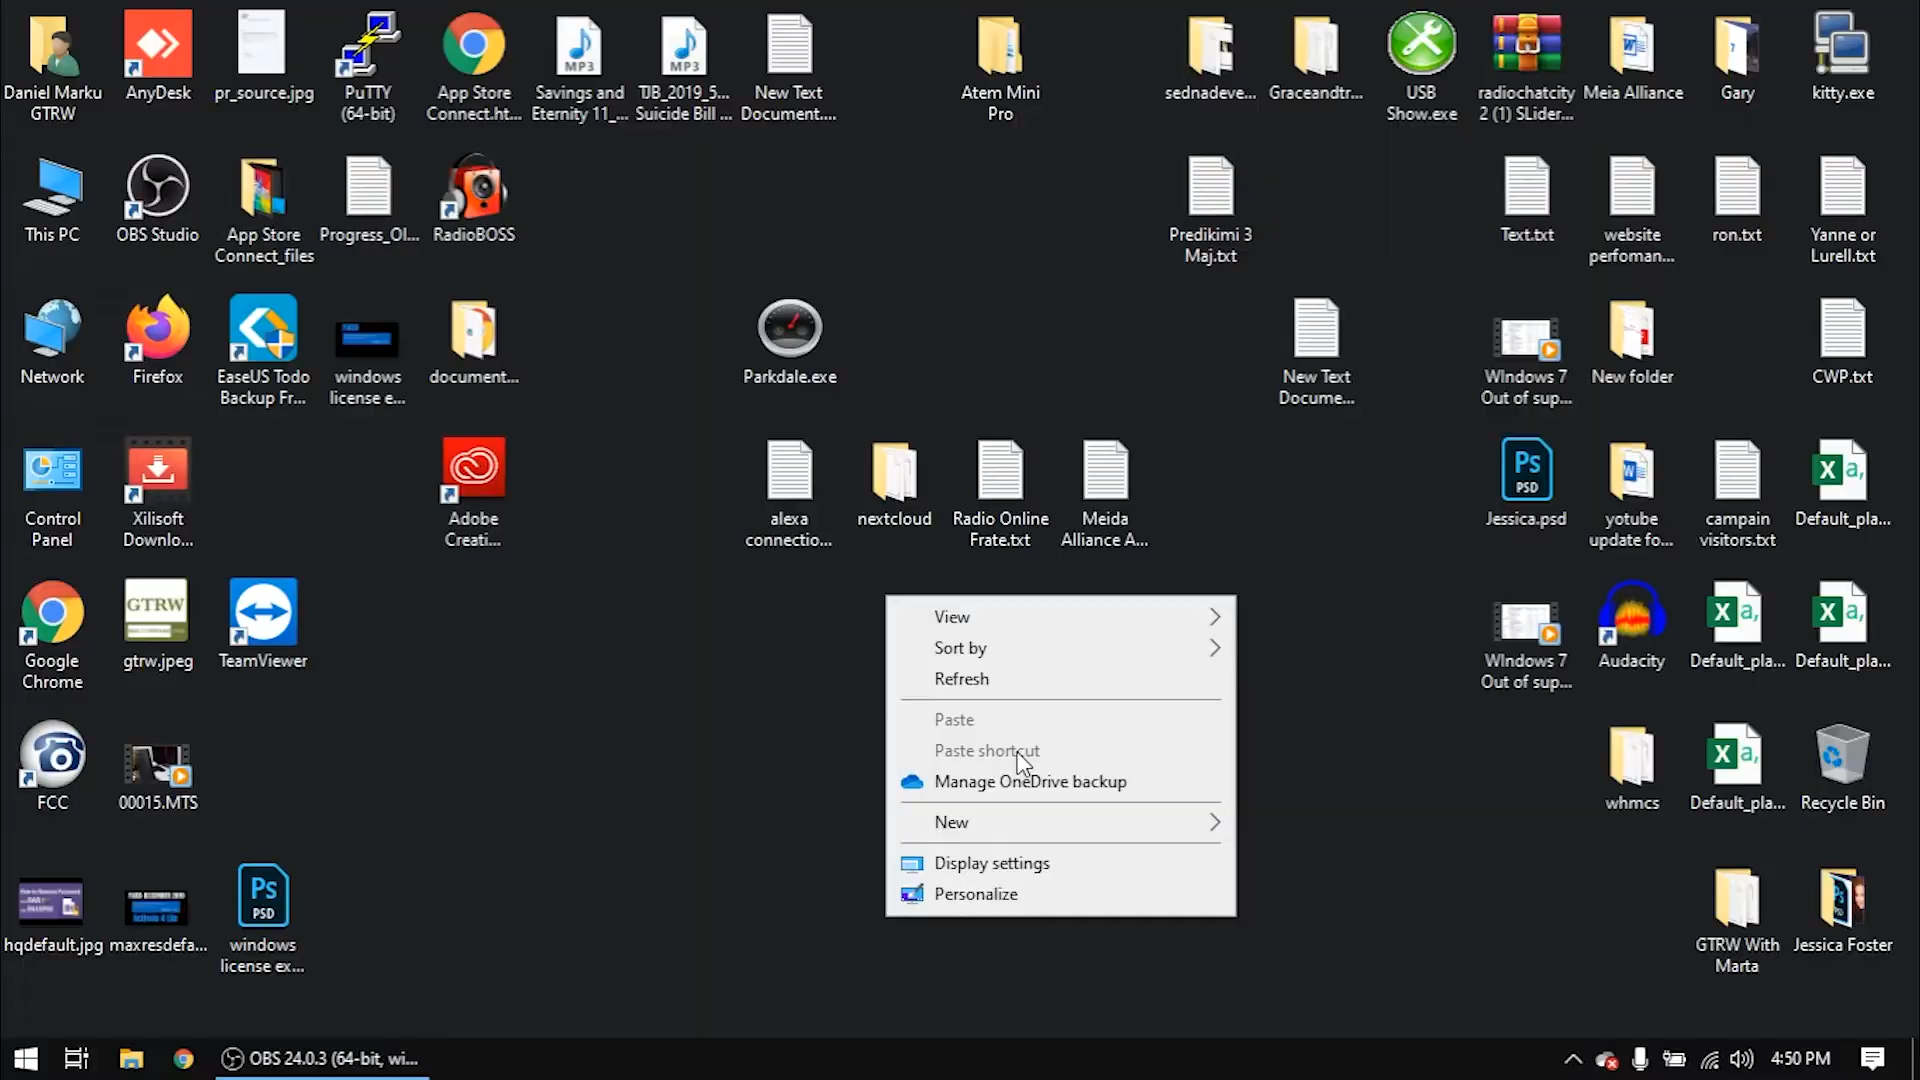 Daniel Marku
GTRW
AnyDesk
pr_source.jpg
PuTTY
(64-bit)
App Store
Connect.ht...
MP3
Savings and
Eternity 11_...
MP3
TJB_2019_5...
Suicide Bill ...
New Text
Document....
Atem Mini
Pro
sednadeve...
Graceandtr...
USB
Show.exe
radiochatcity
2 (1) SLider...
Meia Alliance
Gary
kitty.exe
This PC
OBS Studio
App Store
Connect_files
Progress_Ol...
RadioBOSS
Predikimi 3
Maj.txt
Text.txt
website
perfoman...
ron.txt
Yanne or
Lurell.txt
Network
Firefox
EaseUS Todo
Backup Fr...
windows
license e...
document...
Parkdale.exe
New Text
Docume...
WIndows 7
Out of sup...
New folder
CWP.txt
Control
Panel
Xilisoft
Downlo...
Adobe
Creati...
alexa
connectio...
nextcloud
Radio Online
Frate.txt
Meida
Alliance A...
Ps
PSD
Jessica.psd
yotube
update fo...
campain
visitors.txt
X a,
Default_pla...
Google
Chrome
GTRW
gtrw.jpeg
TeamViewer
WIndows 7
Out of sup...
Audacity
X a,
Default_pla...
X a,
Default_pla...
FCC
00015.MTS
whmcs
X a,
Default_pla...
Recycle Bin
hqdefault.jpg
maxresdefa...
Ps
PSD
windows
license ex...
GTRW With
Marta
Ps
Jessica Foster
View
Sort by
Refresh
Paste
Paste shortcut
Manage OneDrive backup
New
Display settings
Personalize
OBS 24.0.3 (64-bit, wi...
4:50 PM